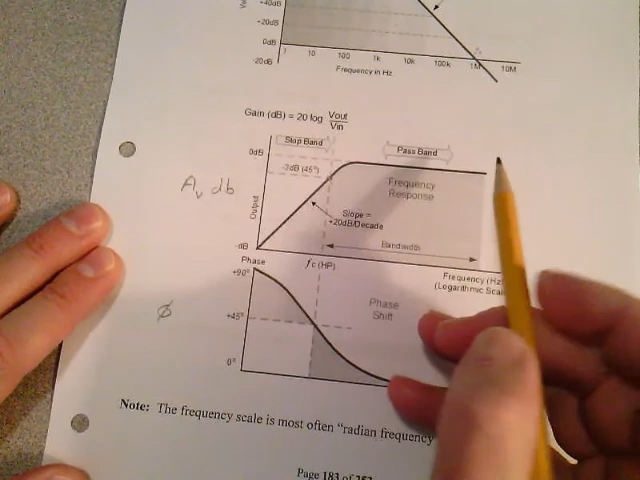 +40dB
+20dB
0dB
-20dB
1 10 100 1k 10k 100k 1M 10M
Frequency in Hz
Gain (dB) = 20 log Vout
Vin
Stop Band
Pass Band
0dB
-3dB (45°)
Av db
Frequency
Response
Output
Slope =
+20dB/Decade
Bandwidth
-dB
Phase
fc (HP)
Frequency (Hz
(Logarithmic Scal
+90°
Phase
Shift
ø
+45°
0°
Note: The frequency scale is most often "radian frequency
Page 183 of